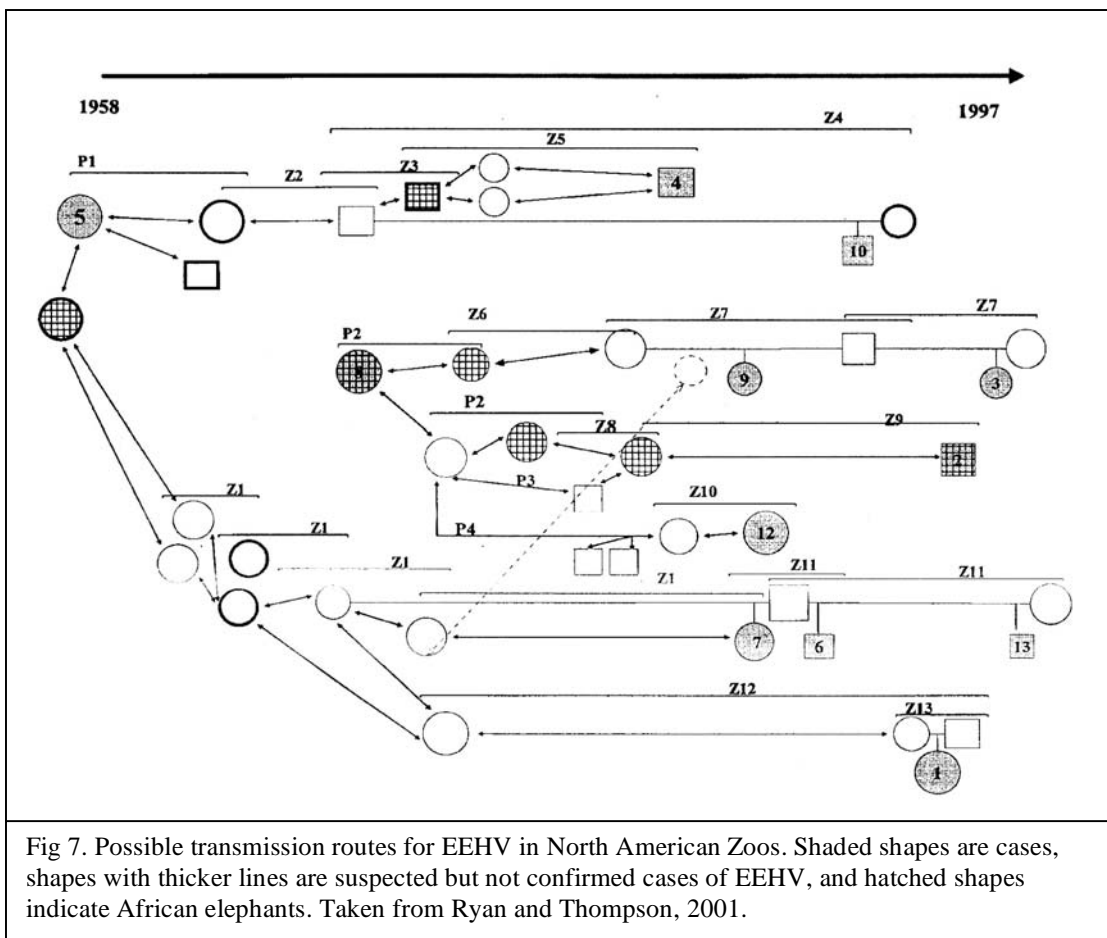 1958
1997
Z4
Z5
P1
Z3
Z2
4
5
10
Z6
Z7
Z7
P2
8
9
3
P2
Z9
Z8
2
P3
Z10
P4
12
Z1
Z1
Z11
Z1
Z1
Z11
7
6
13
Z12
Z13
1
Fig 7. Possible transmission routes for EEHV in North American Zoos. Shaded shapes are cases,
shapes with thicker lines are suspected but not confirmed cases of EEHV, and hatched shapes
indicate African elephants. Taken from Ryan and Thompson, 2001.